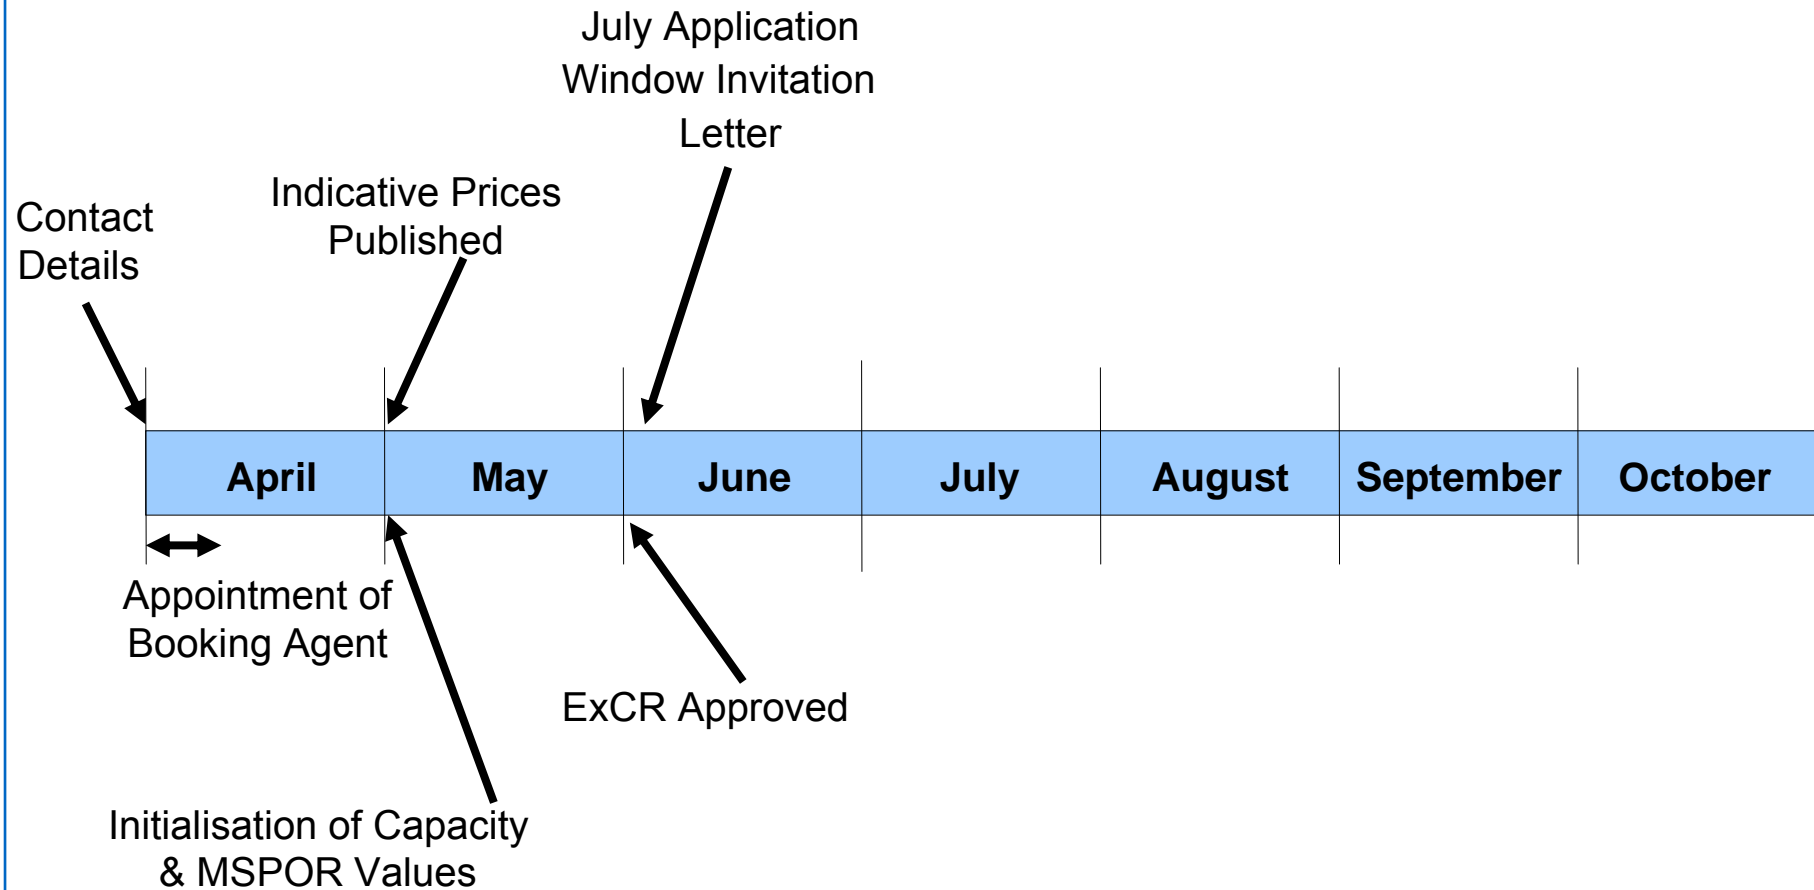 July Application
Window Invitation
Letter
Contact
Details
Indicative Prices
Published
April
May
June
July
August
September
October
Appointment of
Booking Agent
ExCR Approved
Initialisation of Capacity
& MSPOR Values